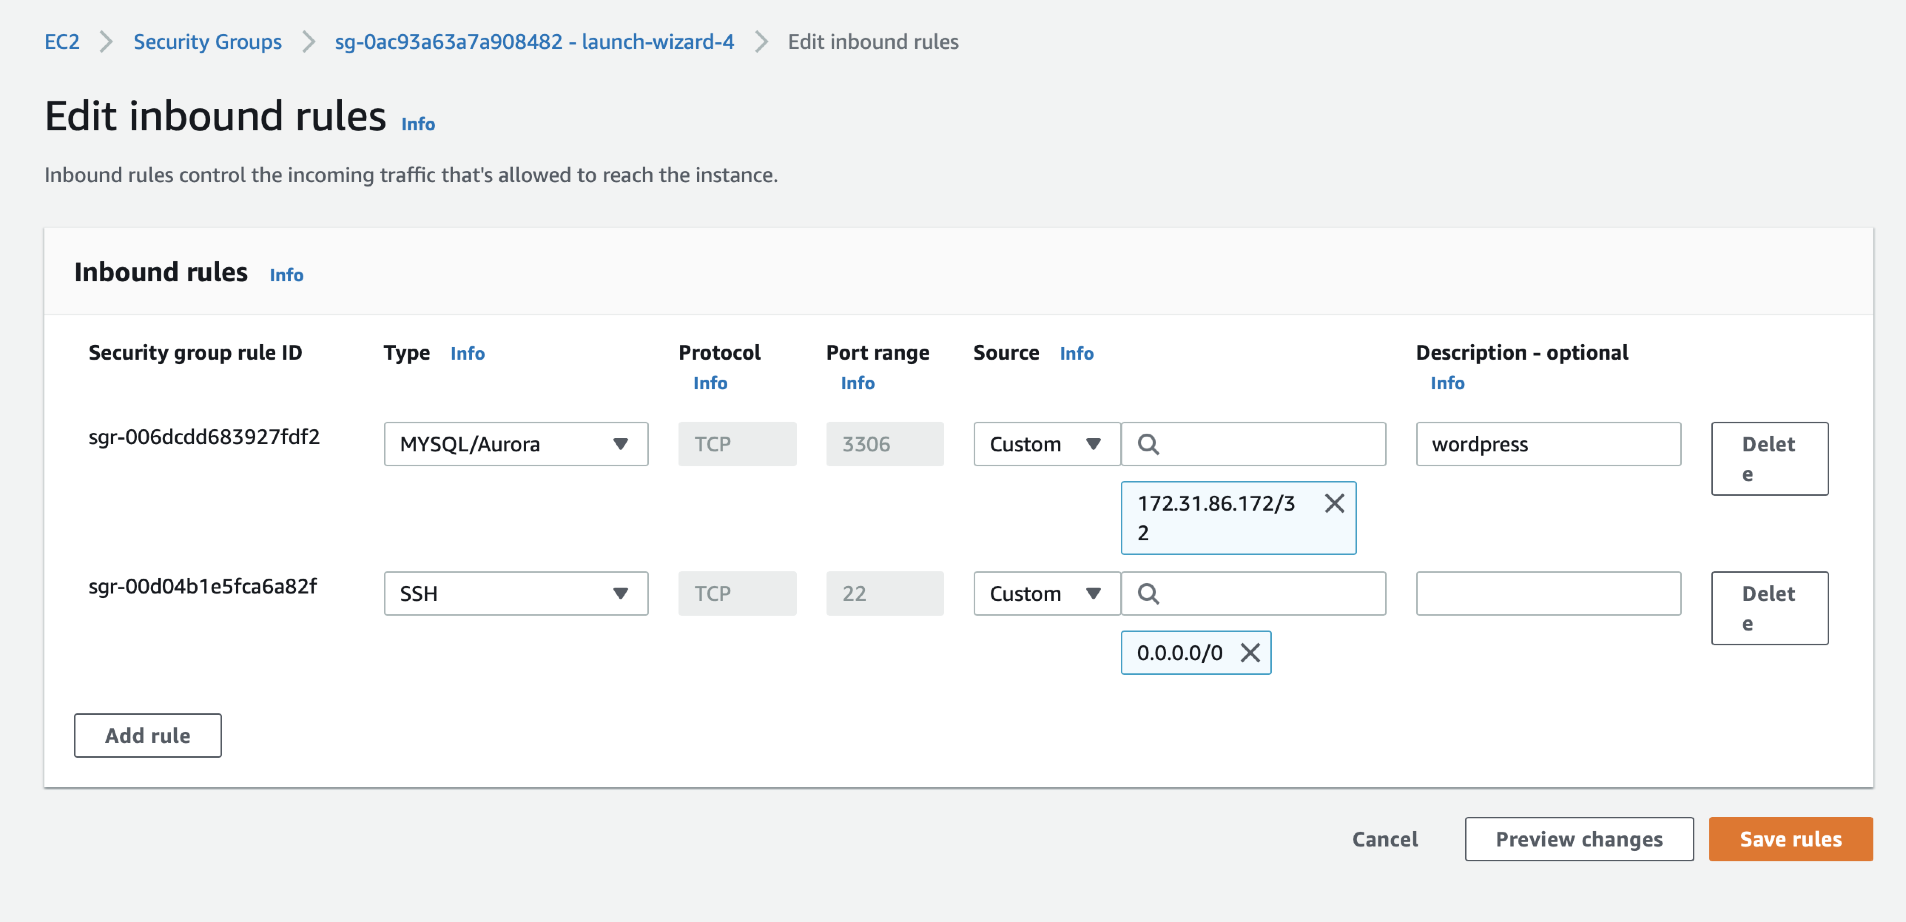 EC2 > Security Groups > sg-0ac93a63a7a908482 - launch-wizard-4 > Edit inbound rules
Edit inbound rules Info
Inbound rules control the incoming traffic that's allowed to reach the instance.
Inbound rules Info
Security group rule ID Type Info Protocol Port range Source Info Description - optional
Info Info Info
sgr-006dcdd683927fdf2 MYSQL/Aurora TCP 3306 Custom wordpress Delet
e
172.31.86.172/3
2
sgr-00d04b1e5fca6a82f SSH TCP 22 Custom Delet
e
0.0.0.0/0
Add rule
Cancel Preview changes Save rules